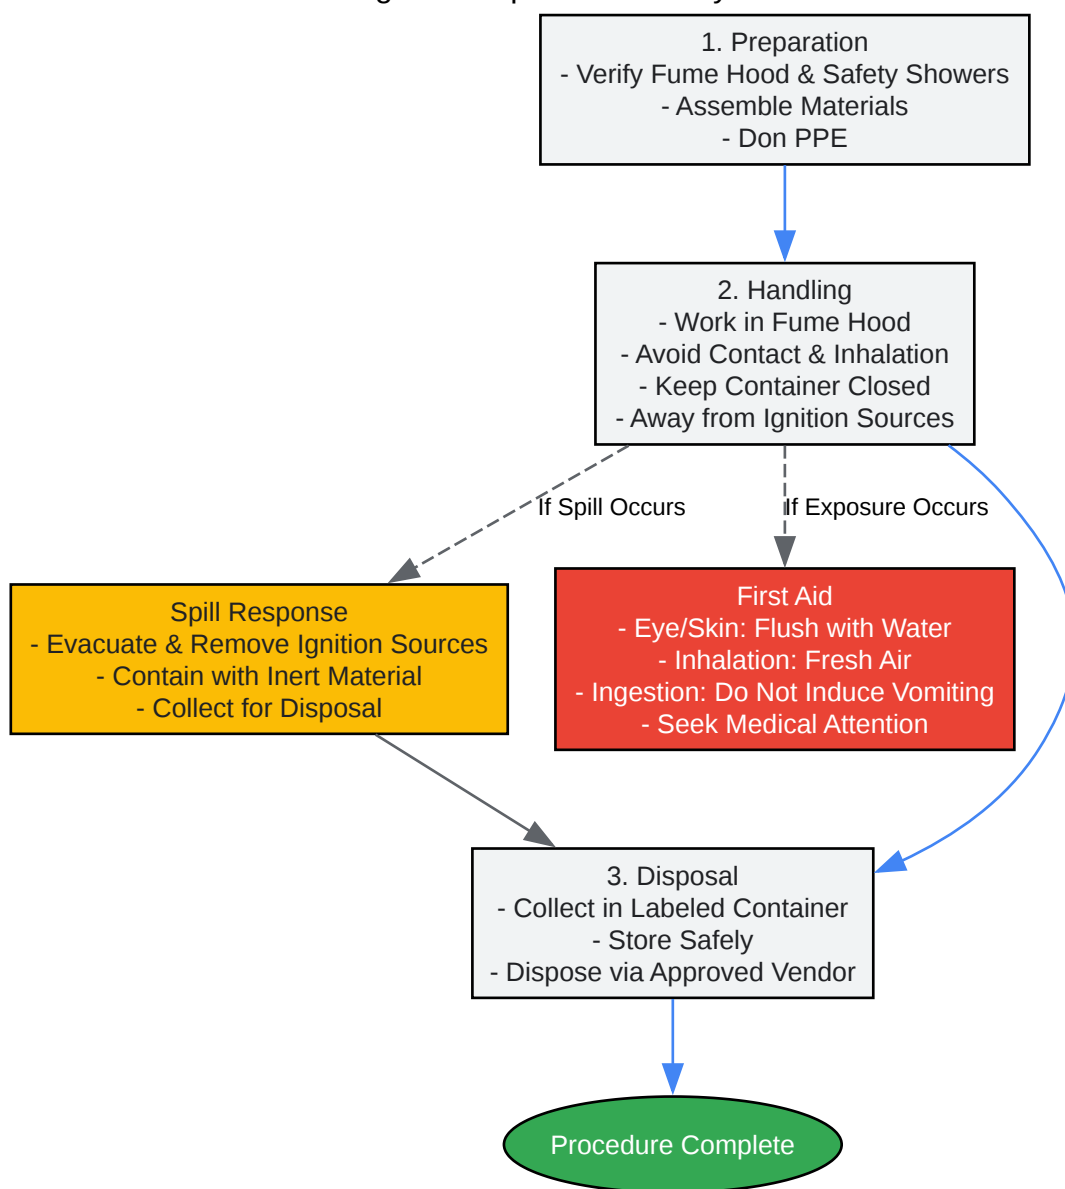 1. Preparation
- Verify Fume Hood & Safety Showers
- Assemble Materials
- Don PPE
2. Handling
- Work in Fume Hood
- Avoid Contact & Inhalation
- Keep Container Closed
- Away from Ignition Sources
If Spill Occurs
If Exposure Occurs
Spill Response
- Evacuate & Remove Ignition Sources
- Contain with Inert Material
- Collect for Disposal
First Aid
- Eye/Skin: Flush with Water
- Inhalation: Fresh Air
- Ingestion: Do Not Induce Vomiting
- Seek Medical Attention
3. Disposal
- Collect in Labeled Container
- Store Safely
- Dispose via Approved Vendor
Procedure Complete